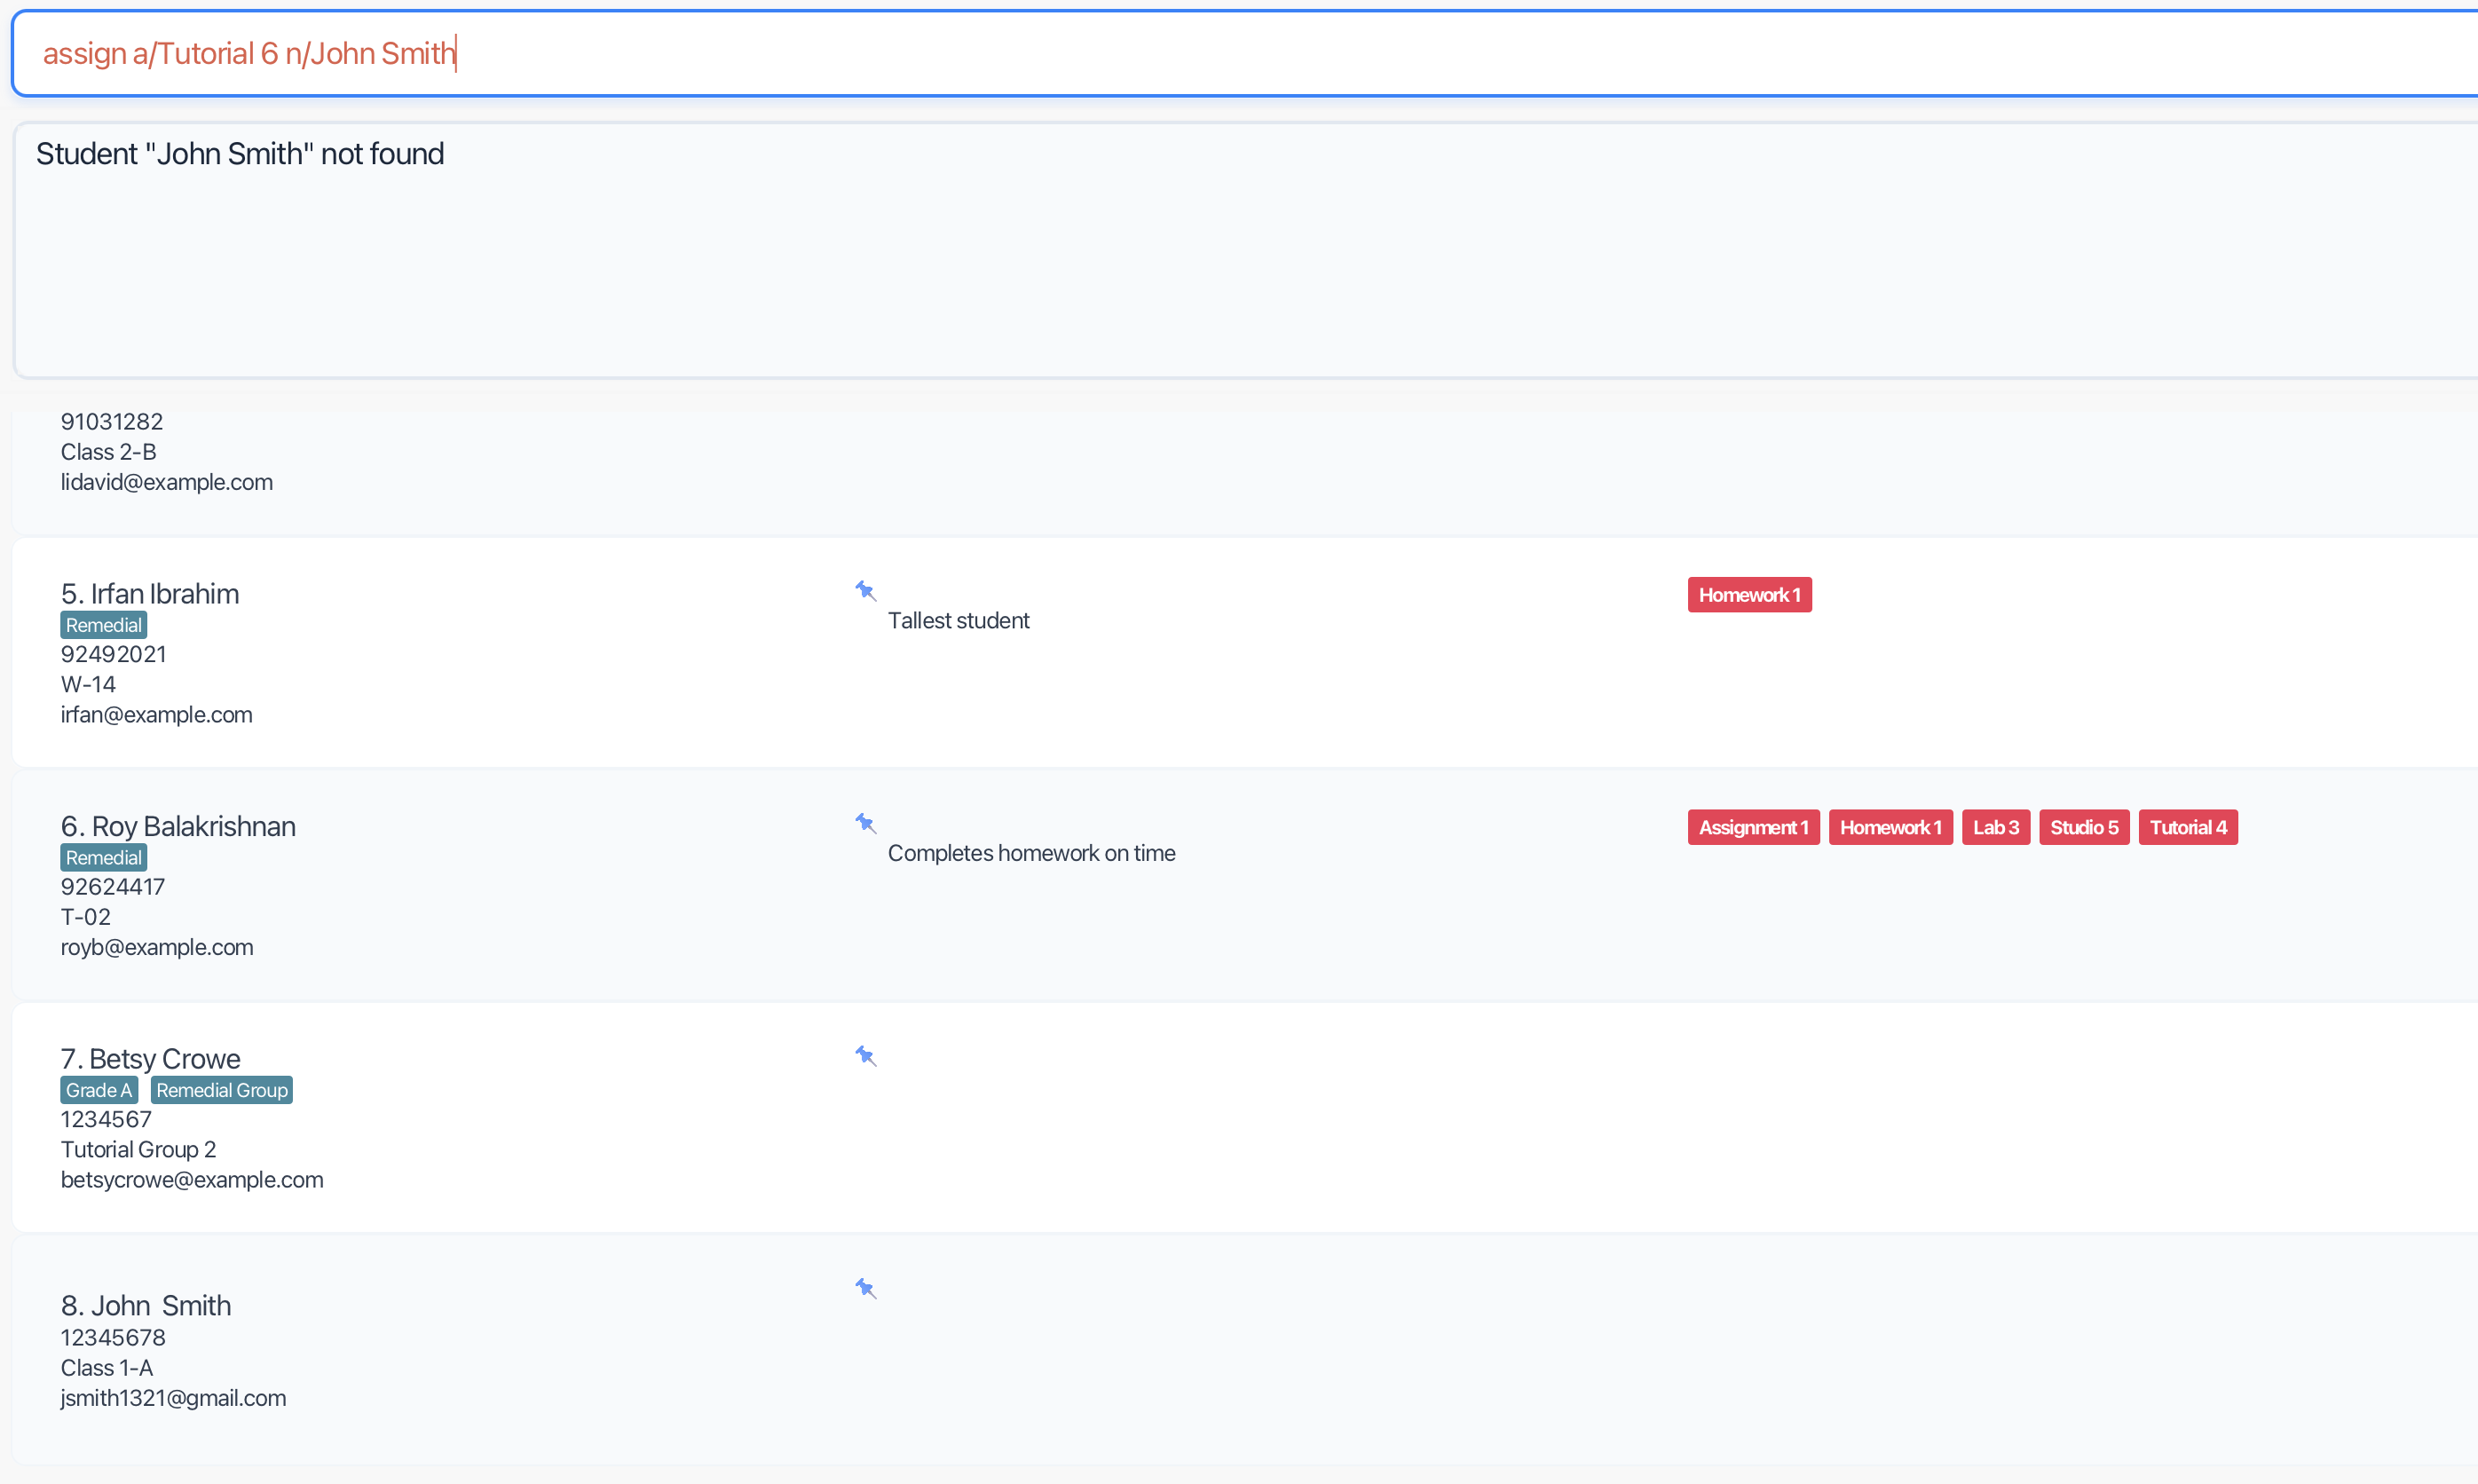 assign a/Tutorial 6 n/John Smith
Student "John Smith" not found
91031282
Class 2-B
lidavid@example.com
5. Irfan Ibrahim
Remedial
92492021
W-14
irfan@example.com
Tallest student
Homework 1
6. Roy Balakrishnan
Remedial
92624417
T-02
royb@example.com
Completes homework on time
Assignment 1 Homework 1 Lab 3 Studio 5 Tutorial 4
7. Betsy Crowe
Grade A Remedial Group
1234567
Tutorial Group 2
betsycrowe@example.com
8. John  Smith
12345678
Class 1-A
jsmith1321@gmail.com